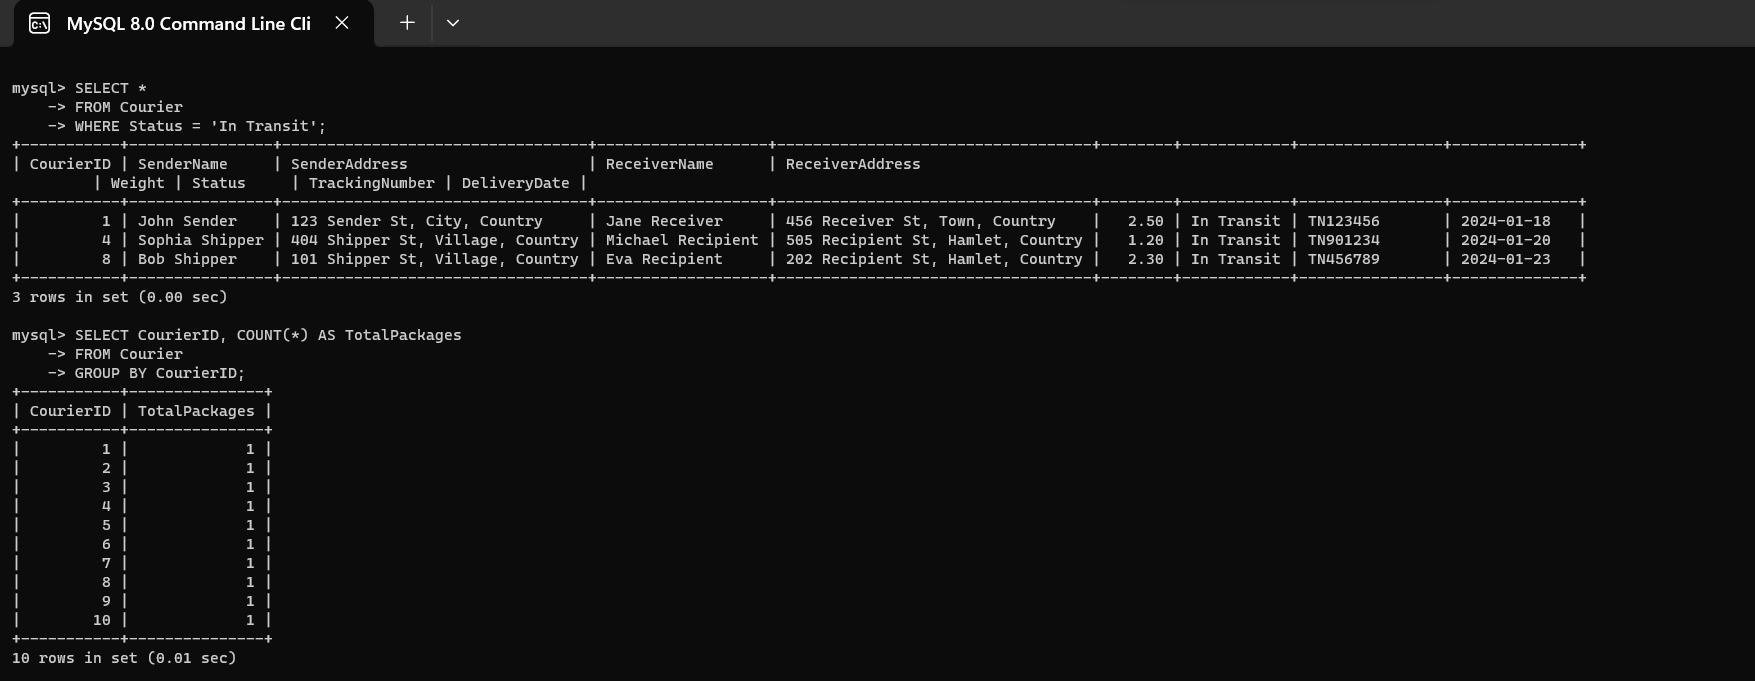 MySQL 8.0 Command Line Cli
mysql> SELECT *
    -> FROM Courier
    -> WHERE Status = 'In Transit';
+-----------+----------------+----------------------------------+-------------------+-----------------------------------+--------+------------+----------------+--------------+
| CourierID | SenderName     | SenderAddress                    | ReceiverName      | ReceiverAddress
         | Weight | Status     | TrackingNumber | DeliveryDate |
+-----------+----------------+----------------------------------+-------------------+-----------------------------------+--------+------------+----------------+--------------+
|         1 | John Sender    | 123 Sender St, City, Country     | Jane Receiver     | 456 Receiver St, Town, Country    |   2.50 | In Transit | TN123456       | 2024-01-18   |
|         4 | Sophia Shipper | 404 Shipper St, Village, Country | Michael Recipient | 505 Recipient St, Hamlet, Country |   1.20 | In Transit | TN901234       | 2024-01-20   |
|         8 | Bob Shipper    | 101 Shipper St, Village, Country | Eva Recipient     | 202 Recipient St, Hamlet, Country |   2.30 | In Transit | TN456789       | 2024-01-23   |
+-----------+----------------+----------------------------------+-------------------+-----------------------------------+--------+------------+----------------+--------------+
3 rows in set (0.00 sec)
mysql> SELECT CourierID, COUNT(*) AS TotalPackages
    -> FROM Courier
    -> GROUP BY CourierID;
+-----------+---------------+
| CourierID | TotalPackages |
+-----------+---------------+
|         1 |             1 |
|         2 |             1 |
|         3 |             1 |
|         4 |             1 |
|         5 |             1 |
|         6 |             1 |
|         7 |             1 |
|         8 |             1 |
|         9 |             1 |
|        10 |             1 |
+-----------+---------------+
10 rows in set (0.01 sec)